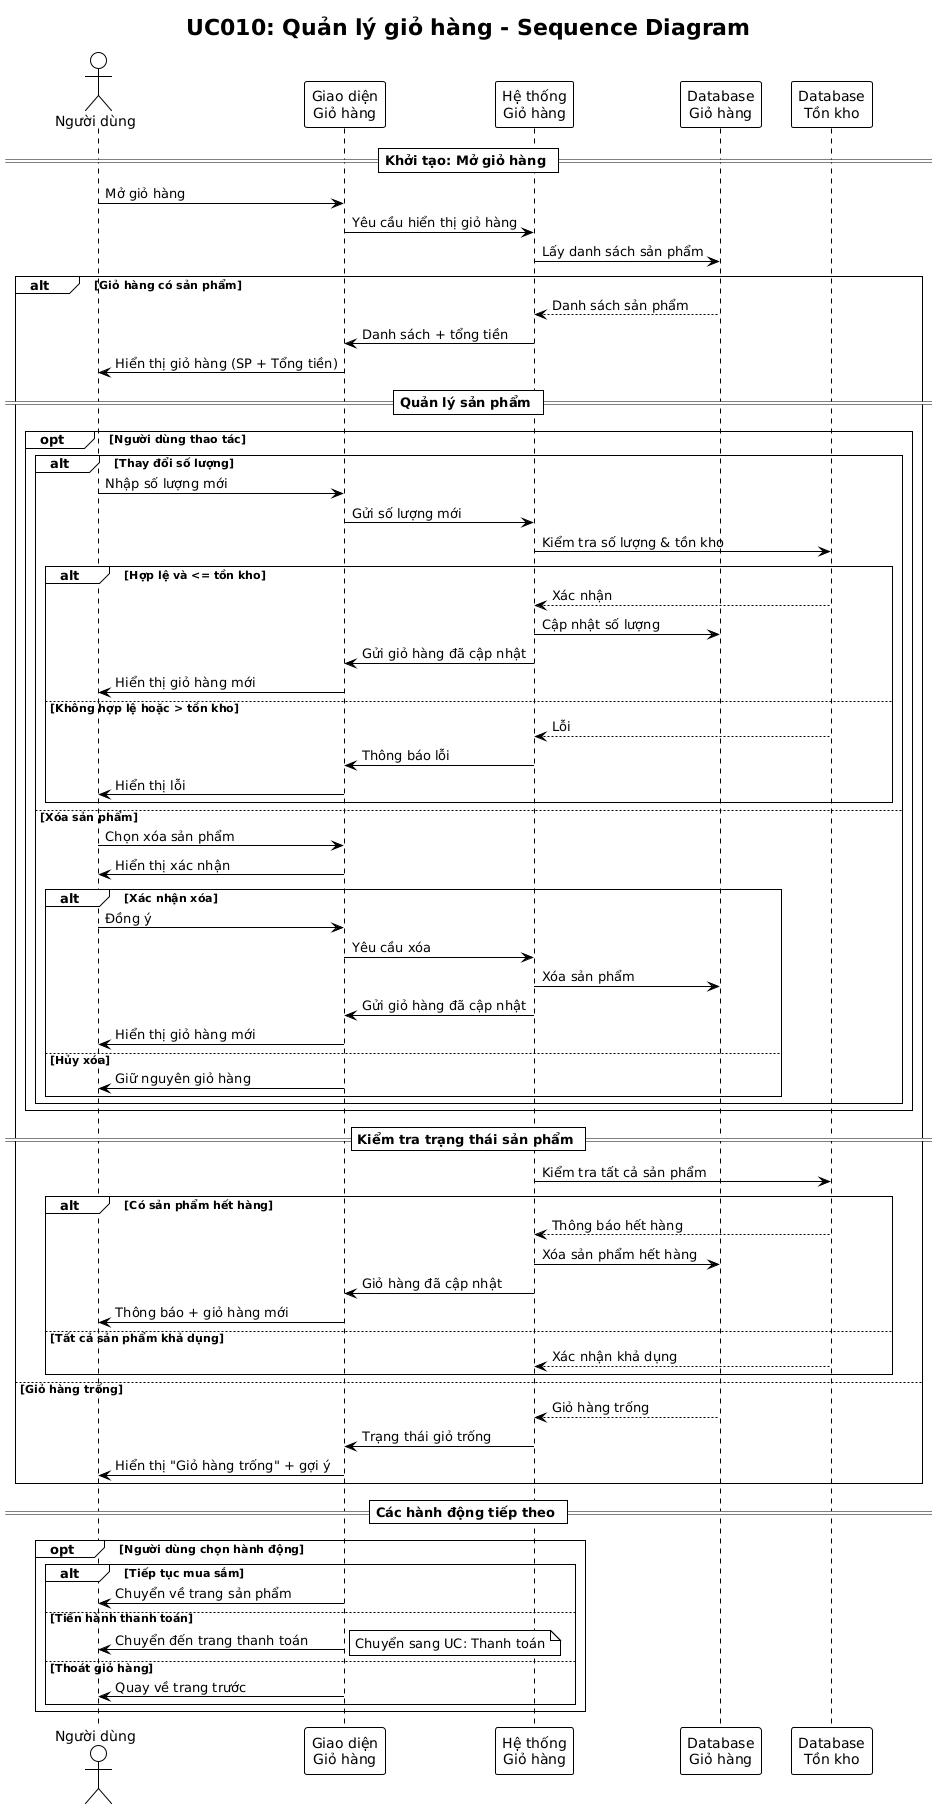 UC010: Quản lý giỏ hàng - Sequence Diagram
Người dùng
Giao diện
Giỏ hàng
Hệ thống
Giỏ hàng
Database
Giỏ hàng
Database
Tồn kho
Khởi tạo: Mở giỏ hàng
Mở giỏ hàng
Yêu cầu hiển thị giỏ hàng
Lấy danh sách sản phẩm
alt [Giỏ hàng có sản phẩm]
Danh sách sản phẩm
Danh sách + tổng tiền
Hiển thị giỏ hàng (SP + Tổng tiền)
Quản lý sản phẩm
opt [Người dùng thao tác]
alt [Thay đổi số lượng]
Nhập số lượng mới
Gửi số lượng mới
Kiểm tra số lượng & tồn kho
alt [Hợp lệ và <= tồn kho]
Xác nhận
Cập nhật số lượng
Gửi giỏ hàng đã cập nhật
Hiển thị giỏ hàng mới
[Không hợp lệ hoặc > tồn kho]
Lỗi
Thông báo lỗi
Hiển thị lỗi
[Xóa sản phẩm]
Chọn xóa sản phẩm
Hiển thị xác nhận
alt [Xác nhận xóa]
Đồng ý
Yêu cầu xóa
Xóa sản phẩm
Gửi giỏ hàng đã cập nhật
Hiển thị giỏ hàng mới
[Hủy xóa]
Giữ nguyên giỏ hàng
Kiểm tra trạng thái sản phẩm
Kiểm tra tất cả sản phẩm
alt [Có sản phẩm hết hàng]
Thông báo hết hàng
Xóa sản phẩm hết hàng
Giỏ hàng đã cập nhật
Thông báo + giỏ hàng mới
[Tất cả sản phẩm khả dụng]
Xác nhận khả dụng
[Giỏ hàng trống]
Giỏ hàng trống
Trạng thái giỏ trống
Hiển thị "Giỏ hàng trống" + gợi ý
Các hành động tiếp theo
opt [Người dùng chọn hành động]
alt [Tiếp tục mua sắm]
Chuyển về trang sản phẩm
[Tiến hành thanh toán]
Chuyển đến trang thanh toán
Chuyển sang UC: Thanh toán
[Thoát giỏ hàng]
Quay về trang trước
Người dùng
Giao diện
Giỏ hàng
Hệ thống
Giỏ hàng
Database
Giỏ hàng
Database
Tồn kho